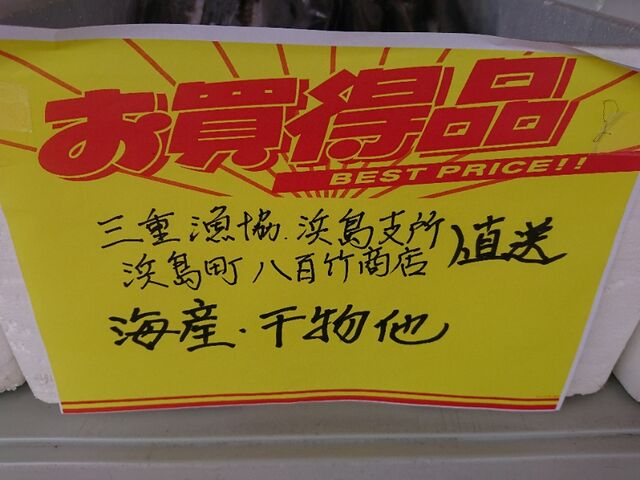 お買得品
BEST PRICE!!
三重漁協.浜島支所
浜島町 八百竹商店
直送
海産・干物他